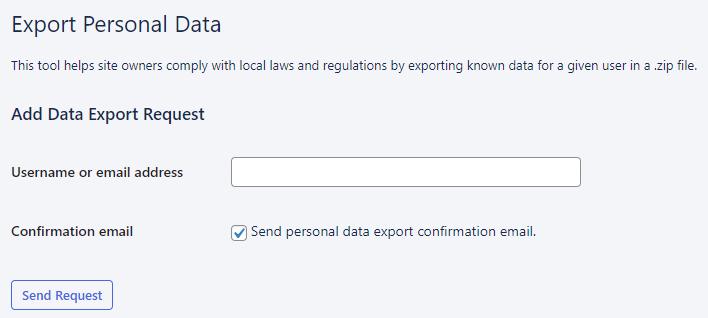 Export Personal Data
This tool helps site owners comply with local laws and regulations by exporting known data for a given user in a .zip file.
Add Data Export Request
Username or email address
Confirmation email
Send personal data export confirmation email.
Send Request